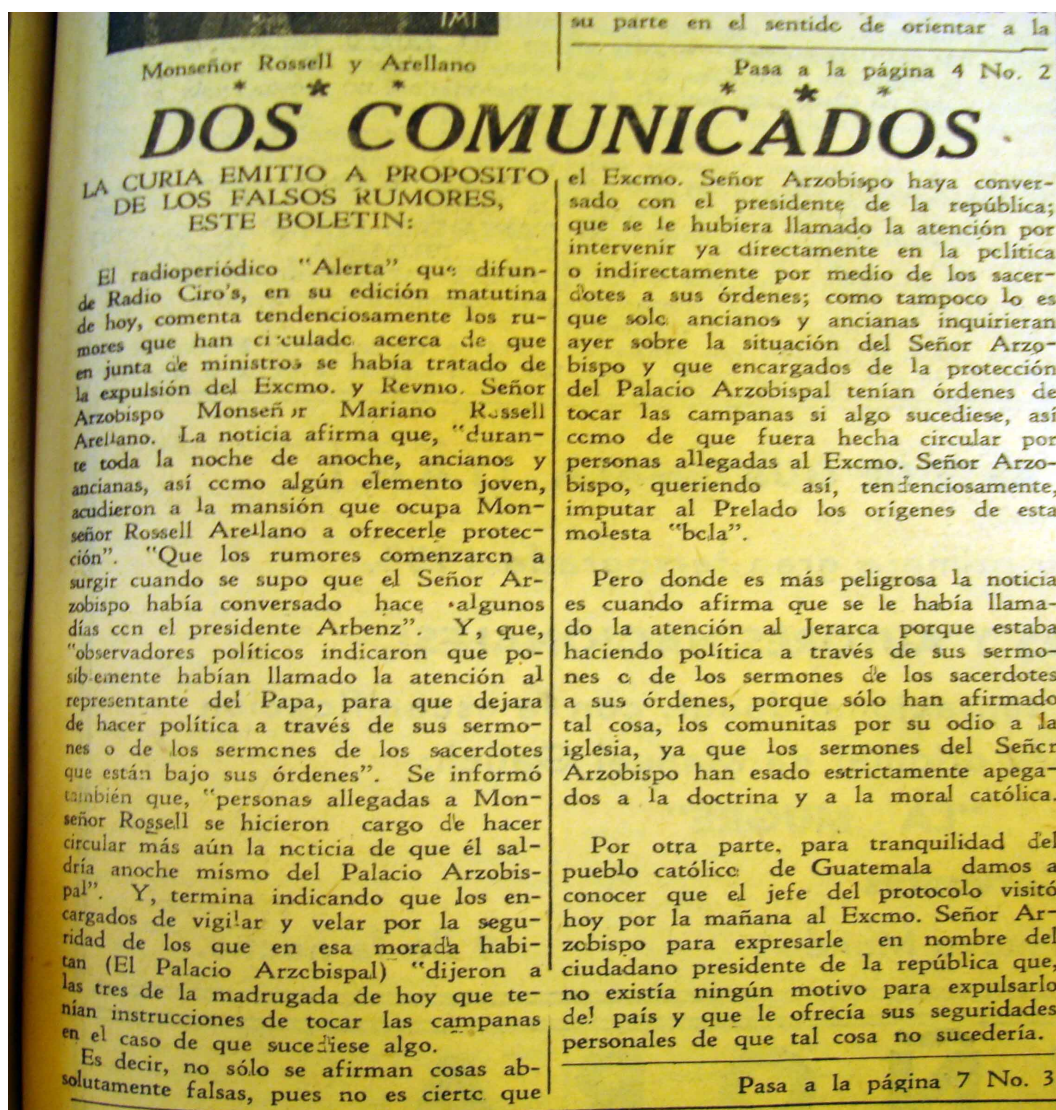 su parte en el sentido de orientar a la
Monseñor Rossell y Arellano
Pasa a la página 4 No. 2
DOS COMUNICADOS
LA CURIA EMITIO A PROPOSITO
DE LOS FALSOS RUMORES,
ESTE BOLETIN:
El radioperiódico "Alerta" que difun-
de Radio Ciro's, en su edición matutina
de hoy, comenta tendenciosamente los ru-
mores que han circulado acerca de que
en junta de ministros se había tratado de
la expulsión del Excmo. y Revmo. Señor
Arzobispo Monseñor Mariano Rossell
Arellano. La noticia afirma que, "duran-
te toda la noche de anoche, ancianos y
ancianas, así como algún elemento joven,
acudieron a la mansión que ocupa Mon-
señor Rossell Arellano a ofrecerle protec-
ción". "Que los rumores comenzaron a
surgir cuando se supo que el Señor Ar-
zobispo había conversado hace algunos
días con el presidente Arbenz". Y, que,
"observadores políticos indicaron que po-
siblemente habían llamado la atención al
representante del Papa, para que dejara
de hacer política a través de sus sermo-
nes o de los sermones de los sacerdotes
que están bajo sus órdenes". Se informó
también que, "personas allegadas a Mon-
señor Rossell se hicieron cargo de hacer
circular más aún la noticia de que él sal-
dría anoche mismo del Palacio Arzobis-
pal". Y, termina indicando que los en-
cargados de vigilar y velar por la segu-
ridad de los que en esa morada habi-
tan (El Palacio Arzobispal) "dijeron a
las tres de la madrugada de hoy que te-
nían instrucciones de tocar las campanas
en el caso de que sucediese algo.
Es decir, no sólo se afirman cosas ab-
solutamente falsas, pues no es cierto que
el Excmo. Señor Arzobispo haya conver-
sado con el presidente de la república;
que se le hubiera llamado la atención por
intervenir ya directamente en la política
o indirectamente por medio de los sacer-
dotes a sus órdenes; como tampoco lo es
que solo ancianos y ancianas inquirieran
ayer sobre la situación del Señor Arzo-
bispo y que encargados de la protección
del Palacio Arzobispal tenían órdenes de
tocar las campanas si algo sucediese, así
como de que fuera hecha circular por
personas allegadas al Excmo. Señor Arzo-
bispo, queriendo así, tendenciosamente,
imputar al Prelado los orígenes de esta
molesta "bola".
Pero donde es más peligrosa la noticia
es cuando afirma que se le había llama-
do la atención al Jerarca porque estaba
haciendo política a través de sus sermo-
nes o de los sermones de los sacerdotes
a sus órdenes, porque sólo han afirmado
tal cosa, los comunitas por su odio a la
iglesia, ya que los sermones del Señor
Arzobispo han esado estrictamente apega-
dos a la doctrina y a la moral católica.
Por otra parte, para tranquilidad del
pueblo católico de Guatemala damos a
conocer que el jefe del protocolo visitó
hoy por la mañana al Excmo. Señor Ar-
zobispo para expresarle en nombre del
ciudadano presidente de la república que,
no existía ningún motivo para expulsarlo
del país y que le ofrecía sus seguridades
personales de que tal cosa no sucedería.
Pasa a la página 7 No. 3